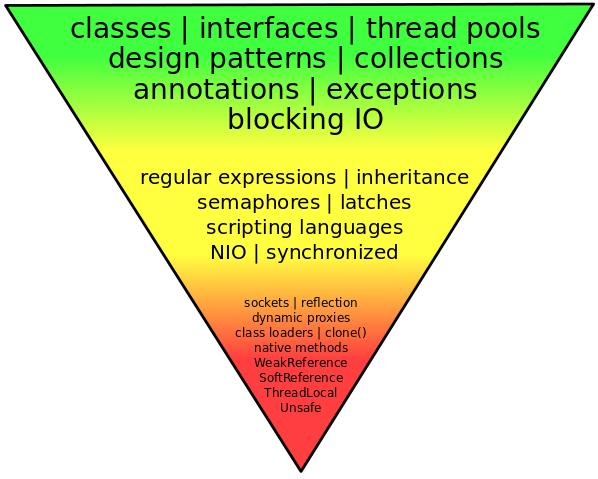 classes | interfaces | thread pools
design patterns | collections
annotations | exceptions
blocking IO
regular expressions | inheritance
semaphores | latches
scripting languages
NIO | synchronized
sockets | reflection
dynamic proxies
class loaders | clone()
native methods
WeakReference
SoftReference
ThreadLocal
Unsafe